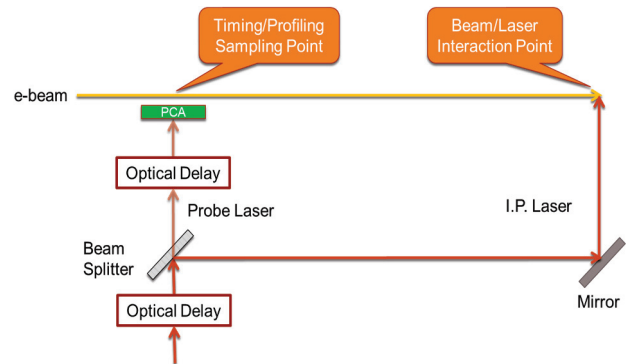 Timing/Profiling
Sampling Point
Beam/Laser
Interaction Point
e-beam
PCA
Optical Delay
Probe Laser
I.P. Laser
Beam
Splitter
Mirror
Optical Delay